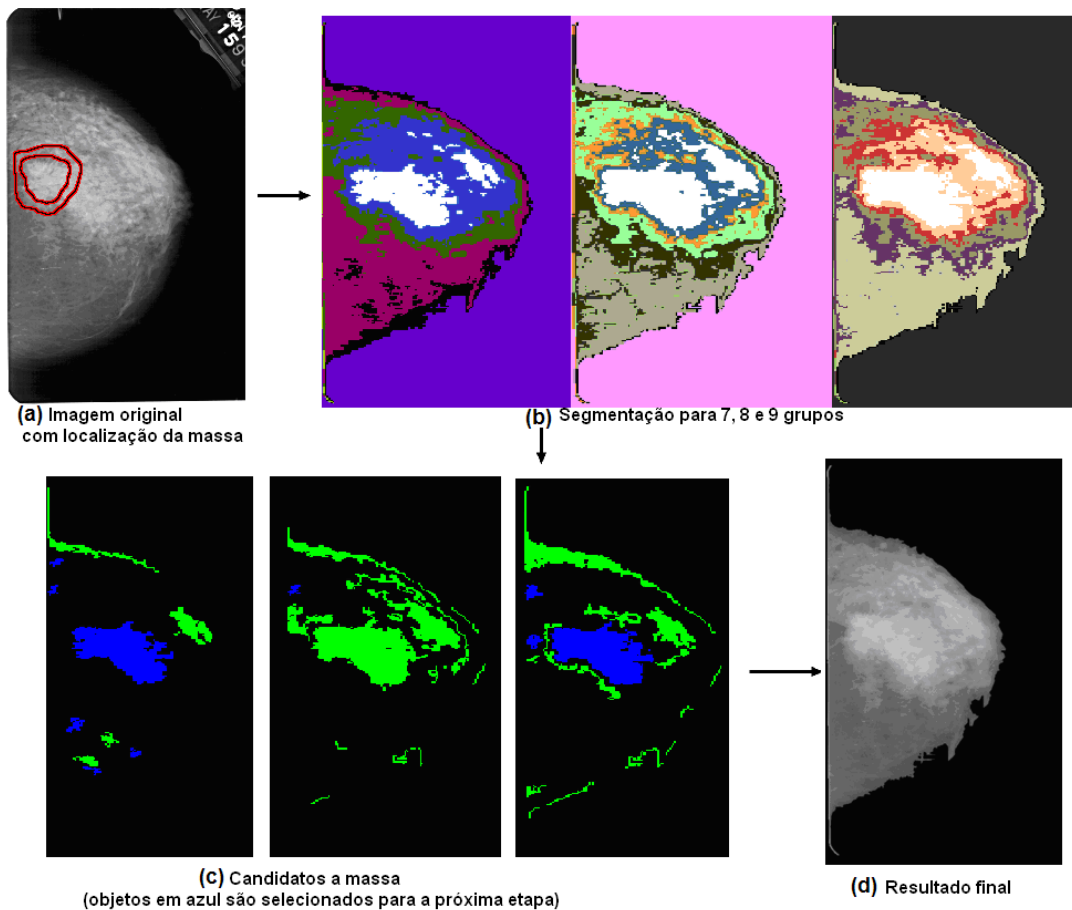 159
(a) Imagem original
com localização da massa
(b) Segmentação para 7, 8 e 9 grupos
(c) Candidatos a massa
(objetos em azul são selecionados para a próxima etapa)
(d) Resultado final